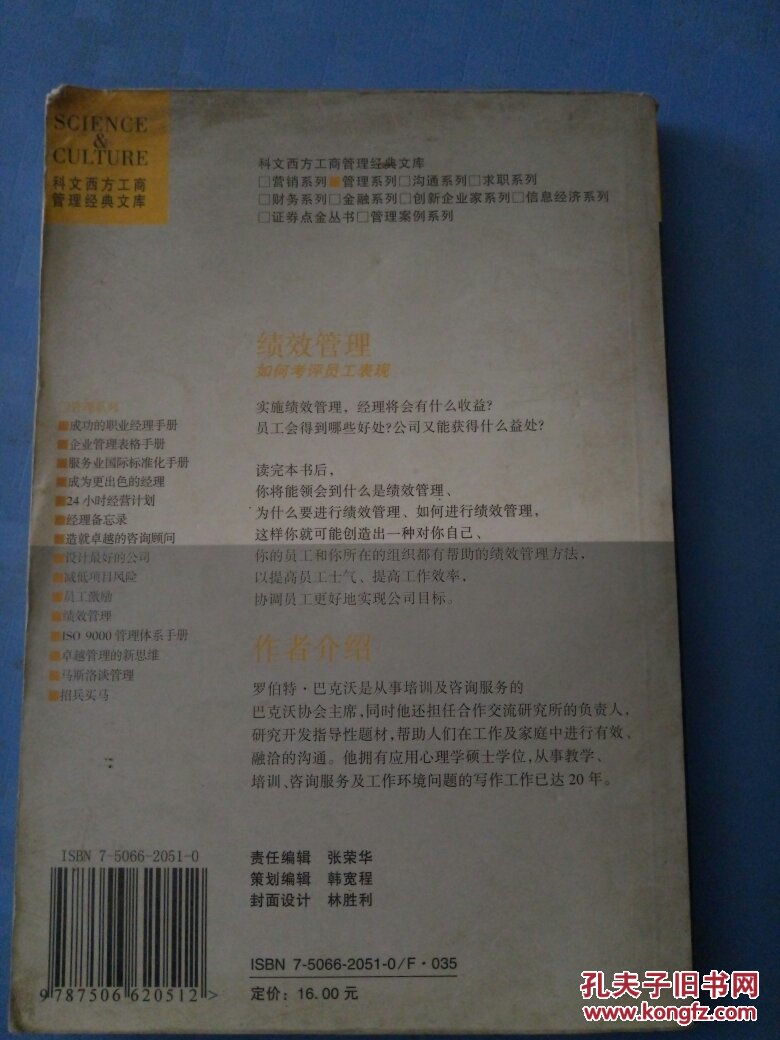 SCIENCE
&
CULTURE
科文西方工商
管理经典文库
科文西方工商管理经典文库
□营销系列■管理系列□沟通系列□求职系列
□财务系列□金融系列□创新企业家系列□信息经济系列
□证券点金丛书□管理案例系列
绩效管理
如何考评员工表现
实施绩效管理，经理将会有什么收益？
员工会得到哪些好处？公司又能获得什么益处？
读完本书后，
你将能领会到什么是绩效管理、
为什么要进行绩效管理、如何进行绩效管理，
这样你就可能创造出一种对你自己、
你的员工和你所在的组织都有帮助的绩效管理方法，
以提高员工士气、提高工作效率，
协调员工更好地实现公司目标。
□管理系列
■成功的职业经理手册
■企业管理表格手册
■服务业国际标准化手册
■成为更出色的经理
■24小时经营计划
■经理备忘录
■造就卓越的咨询顾问
■设计最好的公司
■减低项目风险
■员工激励
■绩效管理
■ISO 9000管理体系手册
■卓越管理的新思维
■马斯洛谈管理
■招兵买马
作者介绍
罗伯特·巴克沃是从事培训及咨询服务的
巴克沃协会主席，同时他还担任合作交流研究所的负责人，
研究开发指导性题材，帮助人们在工作及家庭中进行有效、
融洽的沟通。他拥有应用心理学硕士学位，从事教学、
培训、咨询服务及工作环境问题的写作工作已达20年。
ISBN 7-5066-2051-0
9 787506 620512 >
责任编辑 张荣华
策划编辑 韩宽程
封面设计 林胜利
ISBN 7-5066-2051-0/F·035
定价：16.00元
孔夫子旧书网
www.kongfz.com